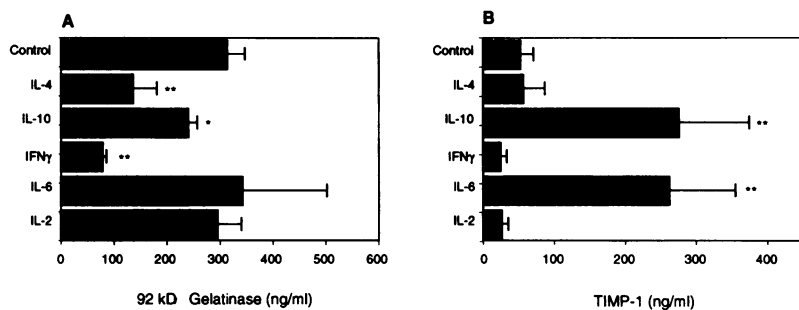 A
Control
IL-4
**
IL-10
*
IFNγ
**
IL-6
IL-2
0 100 200 300 400 500 600
92 kD Gelatinase (ng/ml)
B
Control
IL-4
IL-10
**
IFNγ
IL-6
**
IL-2
0 100 200 300 400
TIMP-1 (ng/ml)